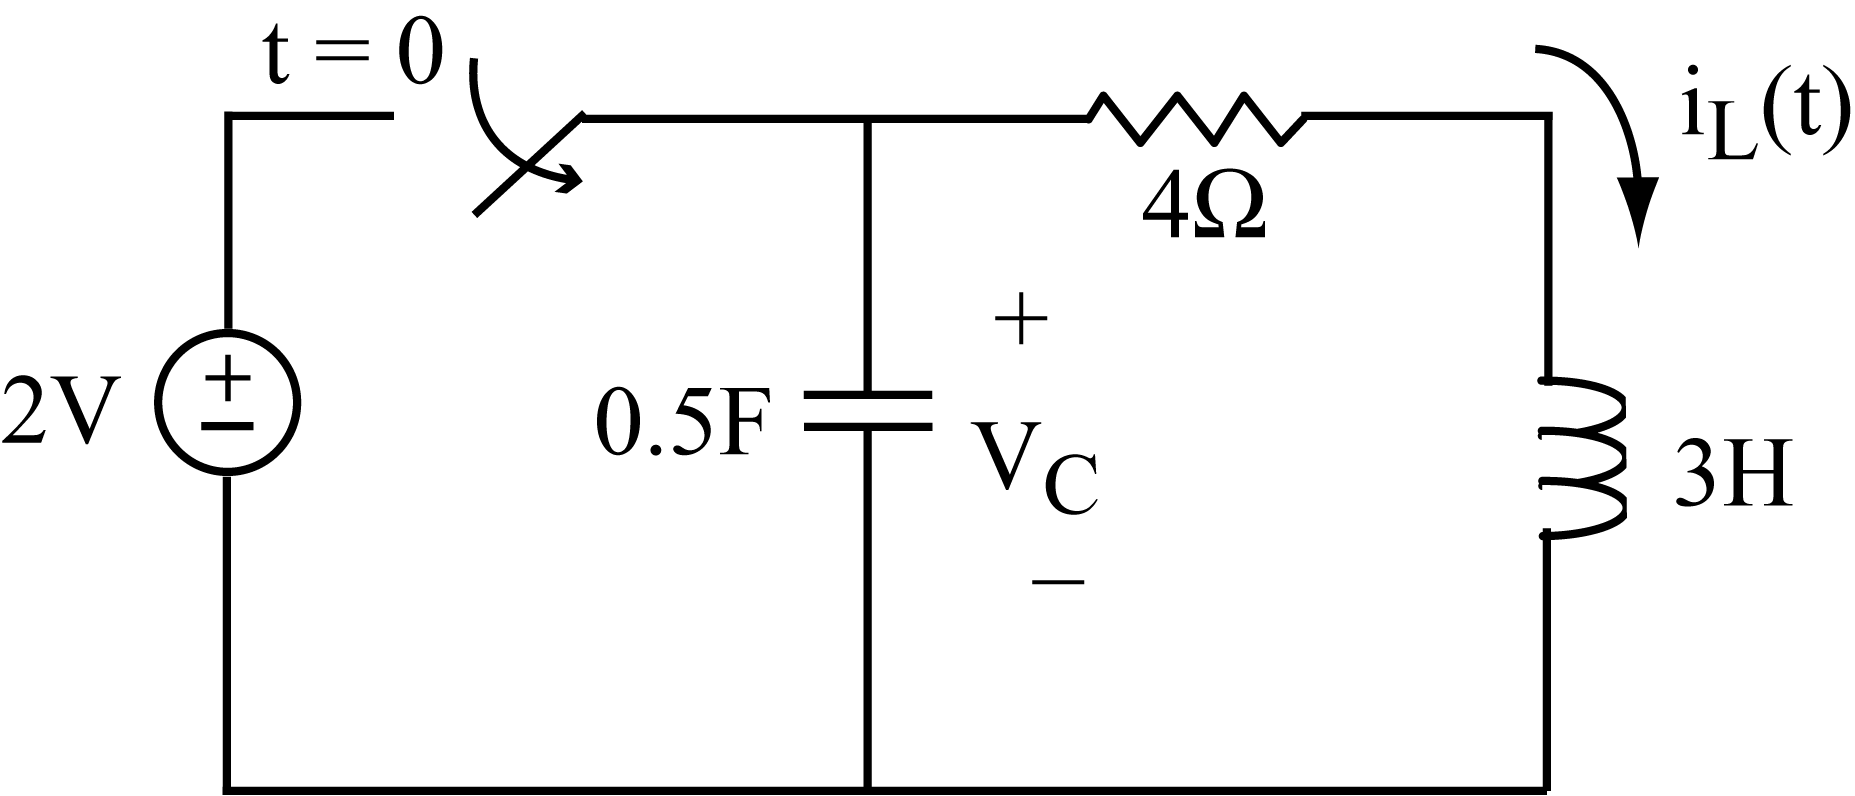 t = 0
i_L(t)
4Ω
+
2V
+
−
0.5F
V_C
3H
−